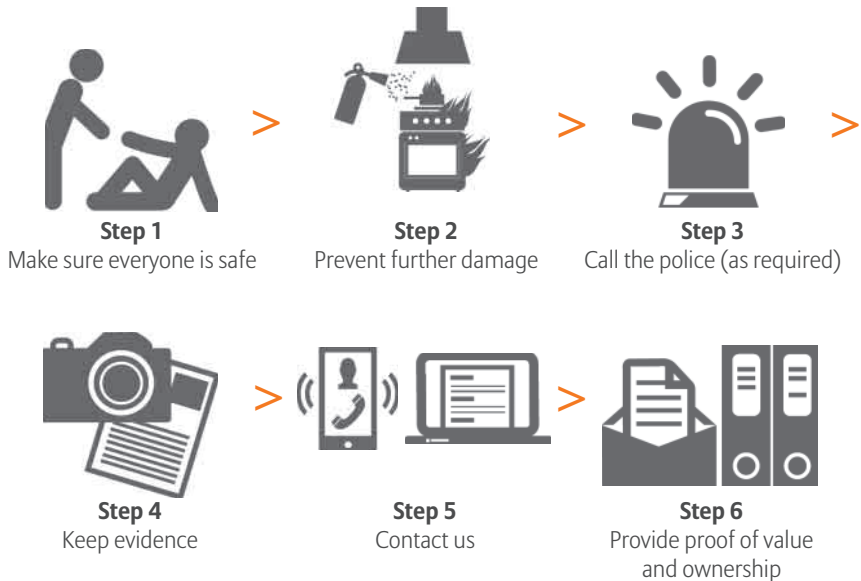 Step 1
Make sure everyone is safe
Step 2
Prevent further damage
Step 3
Call the police (as required)
Step 4
Keep evidence
Step 5
Contact us
Step 6
Provide proof of value
and ownership